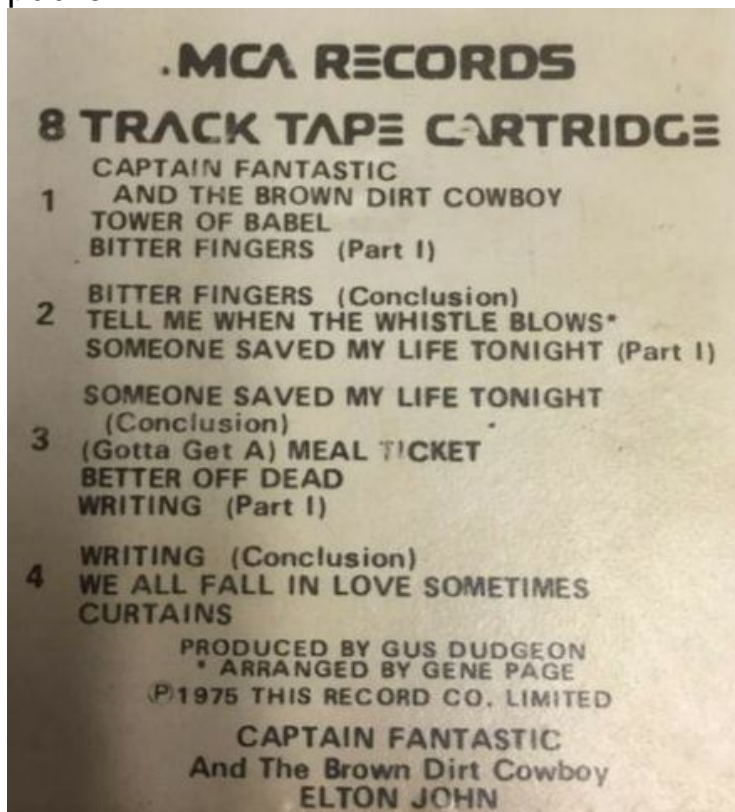 .MCA RECORDS
8 TRACK TAPE CARTRIDGE
CAPTAIN FANTASTIC
1 AND THE BROWN DIRT COWBOY
TOWER OF BABEL
BITTER FINGERS (Part I)
BITTER FINGERS (Conclusion)
2 TELL ME WHEN THE WHISTLE BLOWS*
SOMEONE SAVED MY LIFE TONIGHT (Part I)
SOMEONE SAVED MY LIFE TONIGHT
(Conclusion)
3 (Gotta Get A) MEAL TICKET
BETTER OFF DEAD
WRITING (Part I)
WRITING (Conclusion)
4 WE ALL FALL IN LOVE SOMETIMES
CURTAINS
PRODUCED BY GUS DUDGEON
* ARRANGED BY GENE PAGE
Ⓟ1975 THIS RECORD CO. LIMITED
CAPTAIN FANTASTIC
And The Brown Dirt Cowboy
ELTON JOHN